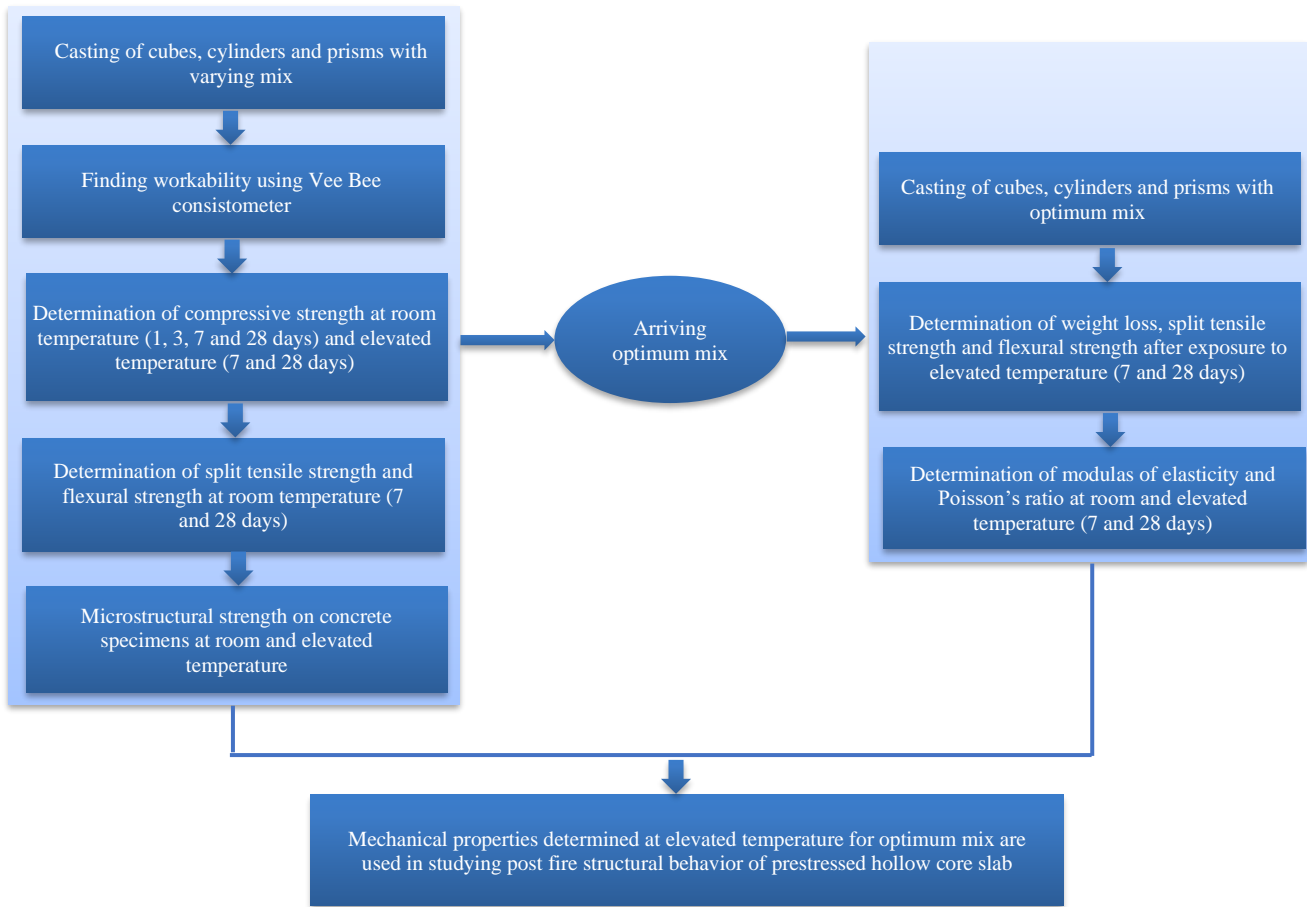 Casting of cubes, cylinders and prisms with
varying mix
Finding workability using Vee Bee
consistometer
Determination of compressive strength at room
temperature (1, 3, 7 and 28 days) and elevated
temperature (7 and 28 days)
Determination of split tensile strength and
flexural strength at room temperature (7
and 28 days)
Microstructural strength on concrete
specimens at room and elevated
temperature
Arriving
optimum mix
Casting of cubes, cylinders and prisms with
optimum mix
Determination of weight loss, split tensile
strength and flexural strength after exposure to
elevated temperature (7 and 28 days)
Determination of modulas of elasticity and
Poisson’s ratio at room and elevated
temperature (7 and 28 days)
Mechanical properties determined at elevated temperature for optimum mix are
used in studying post fire structural behavior of prestressed hollow core slab